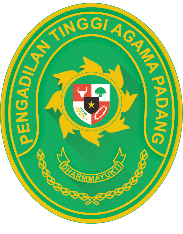 PENGADILAN TINGGI AGAMA PADANG
DHARMMAYUKTI